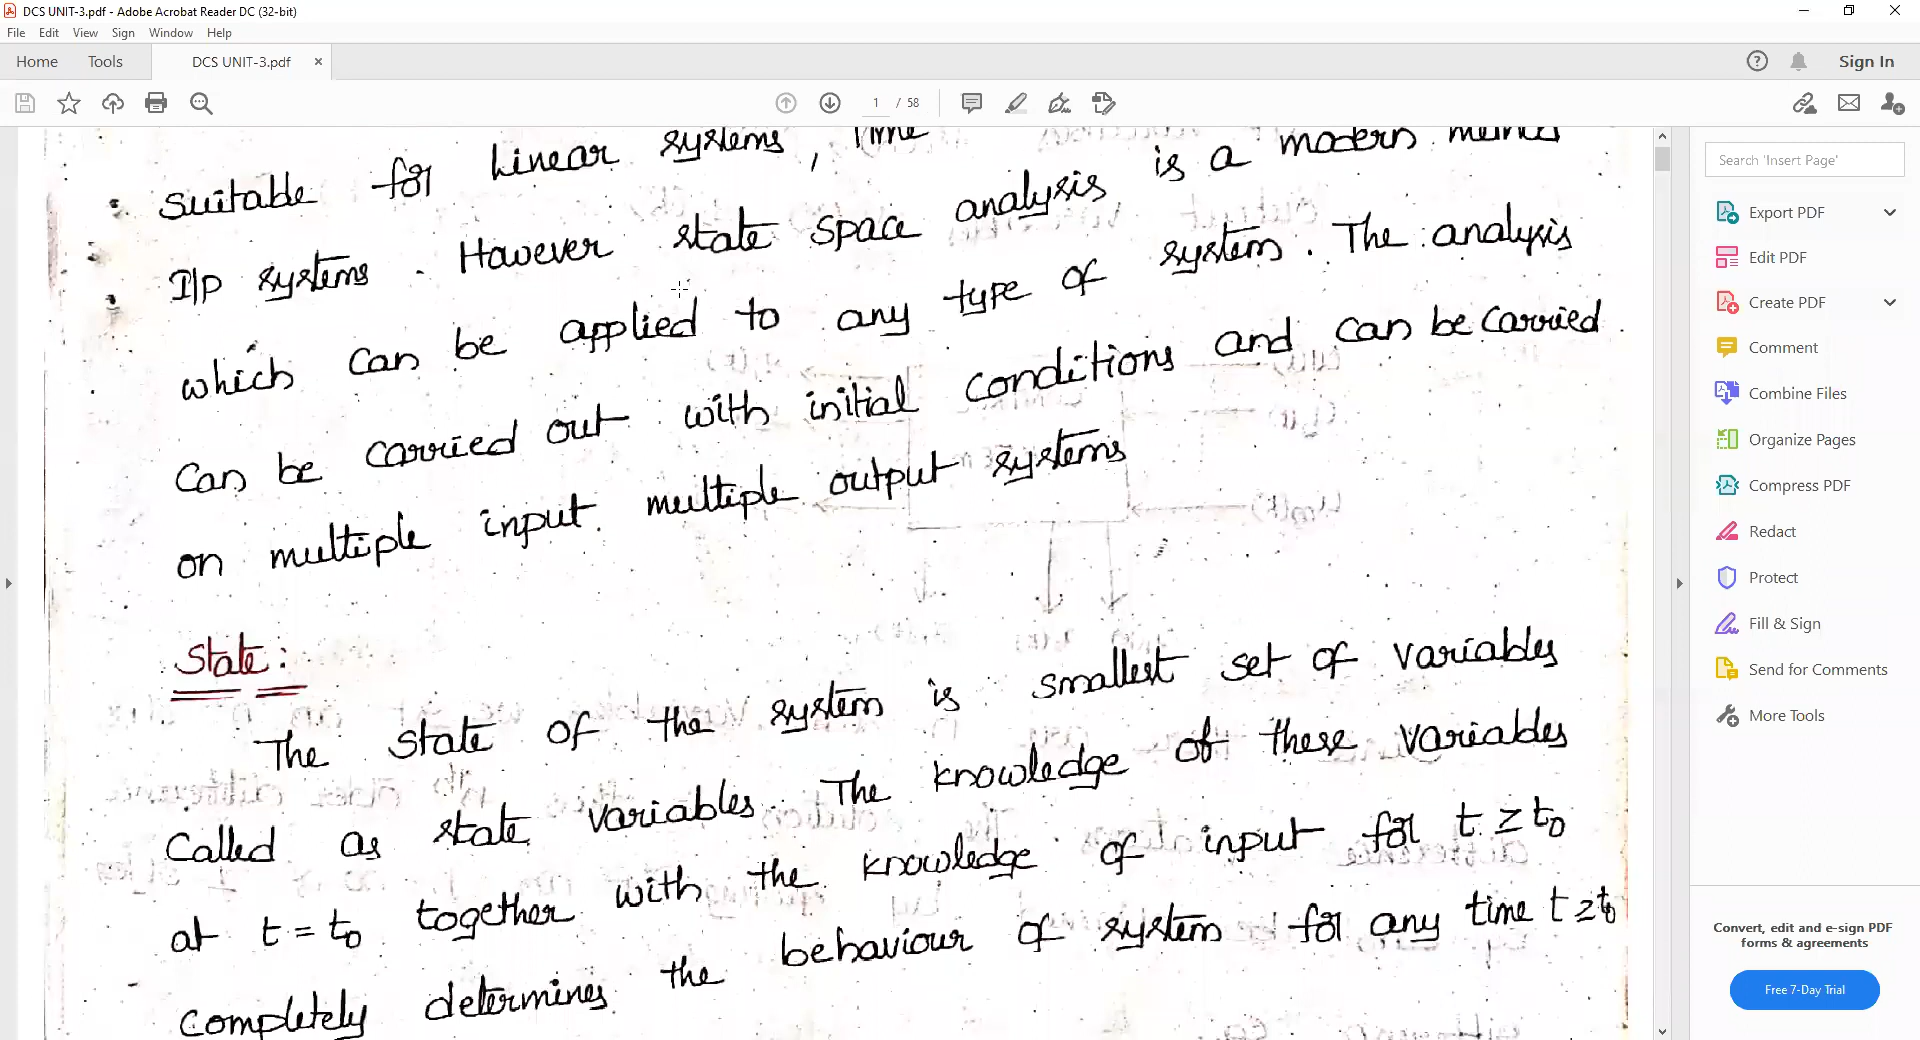 DCS UNIT-3.pdf - Adobe Acrobat Reader DC (32-bit)
File Edit View Sign Window Help
Home Tools DCS UNIT-3.pdf × Sign In
1 / 58
Suitable for Linear systems, Time
I/P systems. However state space analysis is a modern
which can be applied to any type of system. The analysis
Can be carried out with initial conditions and can be carried
on multiple input multiple output systems
State:
The state of the system is smallest set of variables
Called as state variables. The knowledge of these variables
at t = t0 together with the knowledge of input for t ≥ t0
completely determines the behaviour of system for any time t ≥ t0
Search 'Insert Page'
Export PDF
Edit PDF
Create PDF
Comment
Combine Files
Organize Pages
Compress PDF
Redact
Protect
Fill & Sign
Send for Comments
More Tools
Convert, edit and e-sign PDF
forms & agreements
Free 7-Day Trial